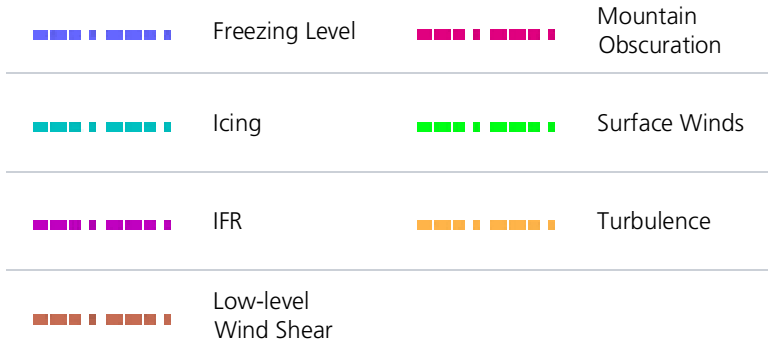 Freezing Level
Mountain
Obscuration
Icing
Surface Winds
IFR
Turbulence
Low-level
Wind Shear